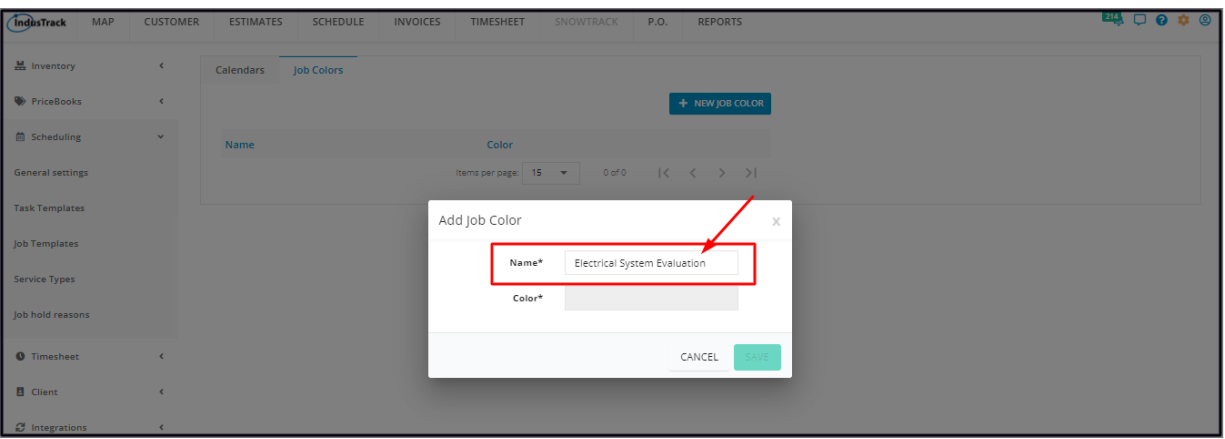 IndusTrack MAP CUSTOMER ESTIMATES SCHEDULE INVOICES TIMESHEET SNOWTRACK P.O. REPORTS 214
Inventory
PriceBooks
Scheduling
General settings
Task Templates
Job Templates
Service Types
Job hold reasons
Timesheet
Client
Integrations
Calendars Job Colors
+ NEW JOB COLOR
Name Color
Items per page: 15 0 of 0
Add Job Color x
Name* Electrical System Evaluation
Color*
CANCEL SAVE